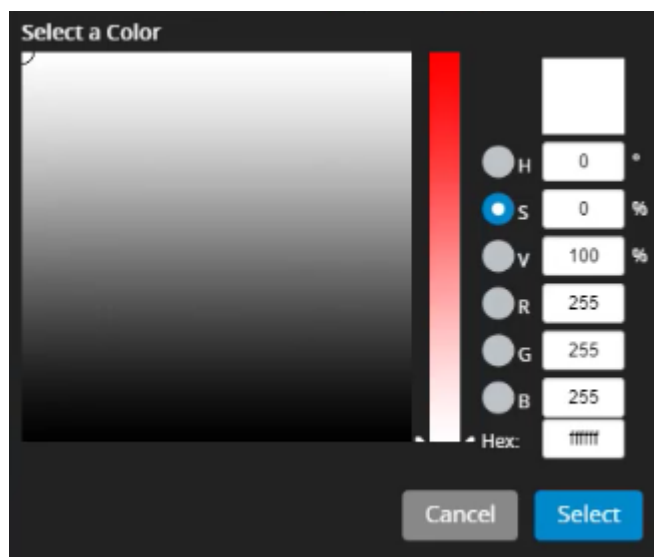 Select a Color
H 0 °
S 0 %
V 100 %
R 255
G 255
B 255
Hex: ffffff
Cancel Select